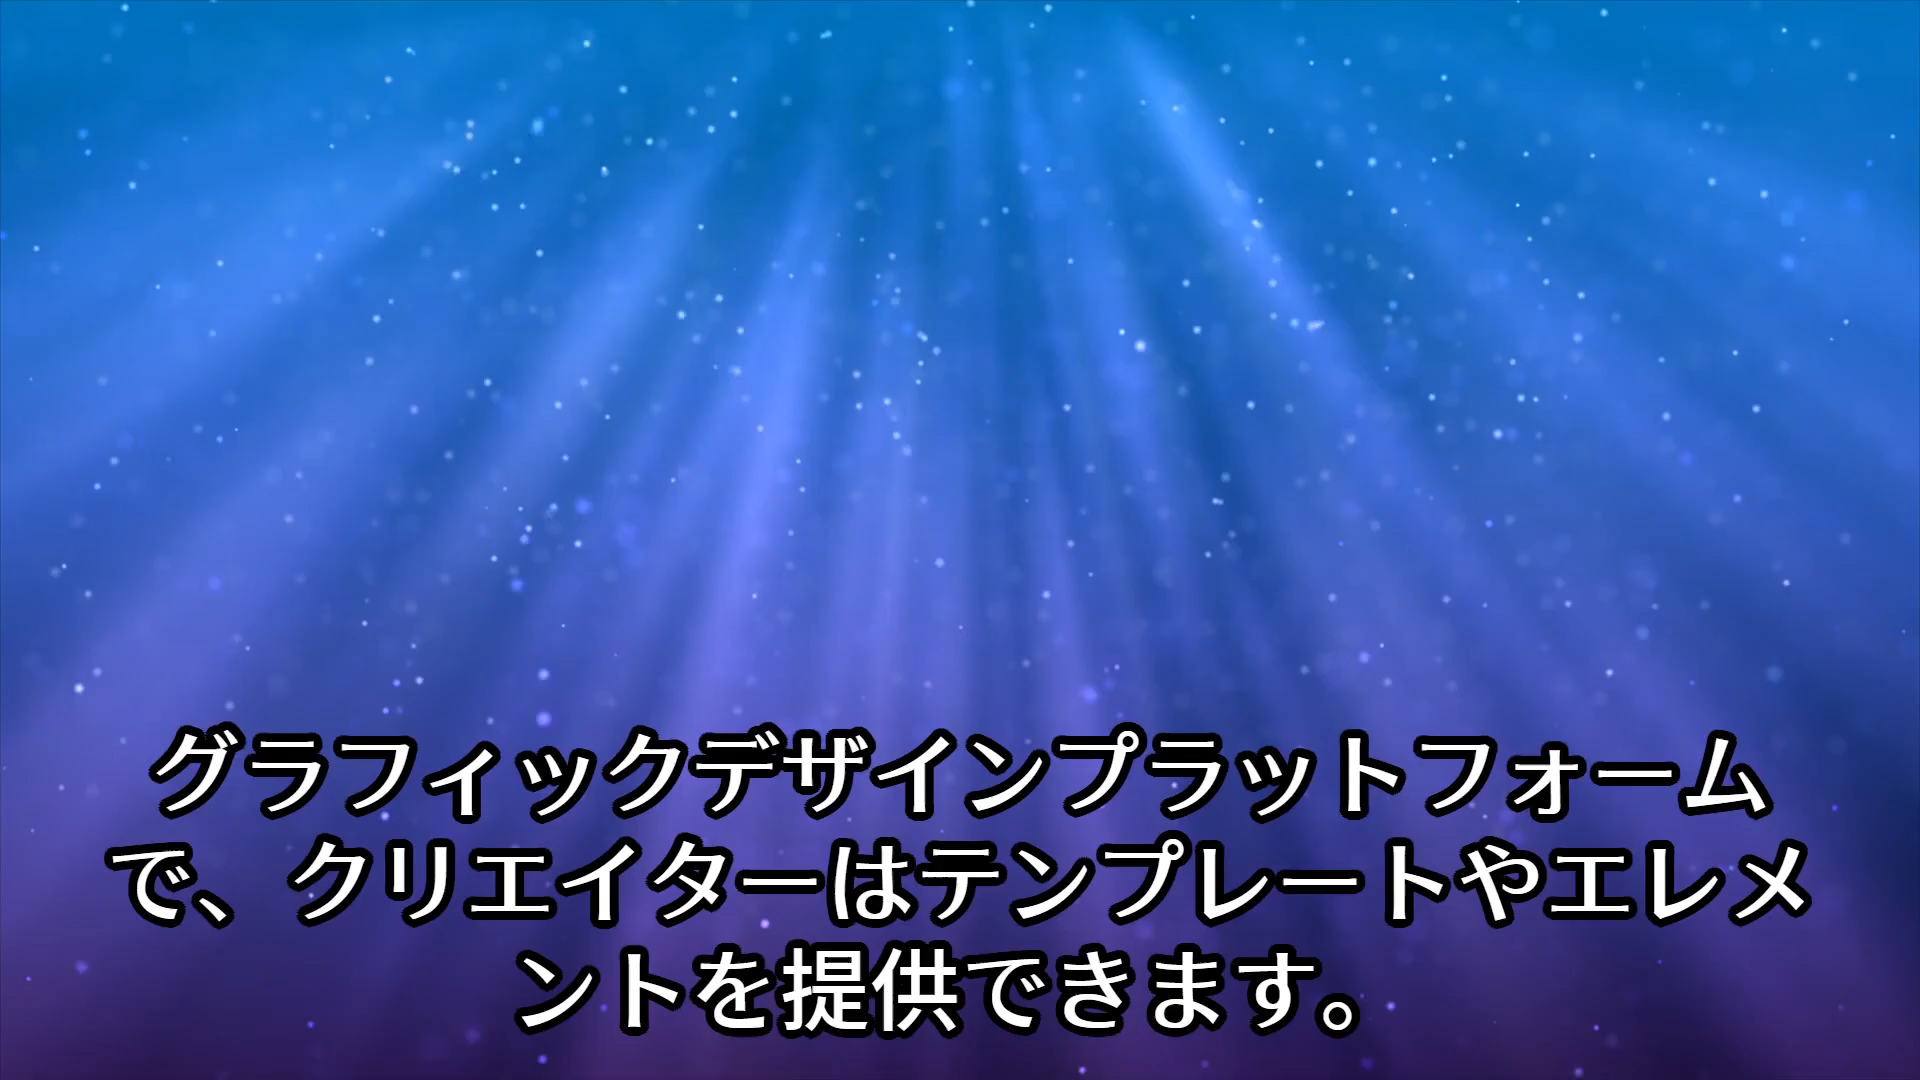 グラフィックデザインプラットフォーム
で、クリエイターはテンプレートやエレメ
ントを提供できます。